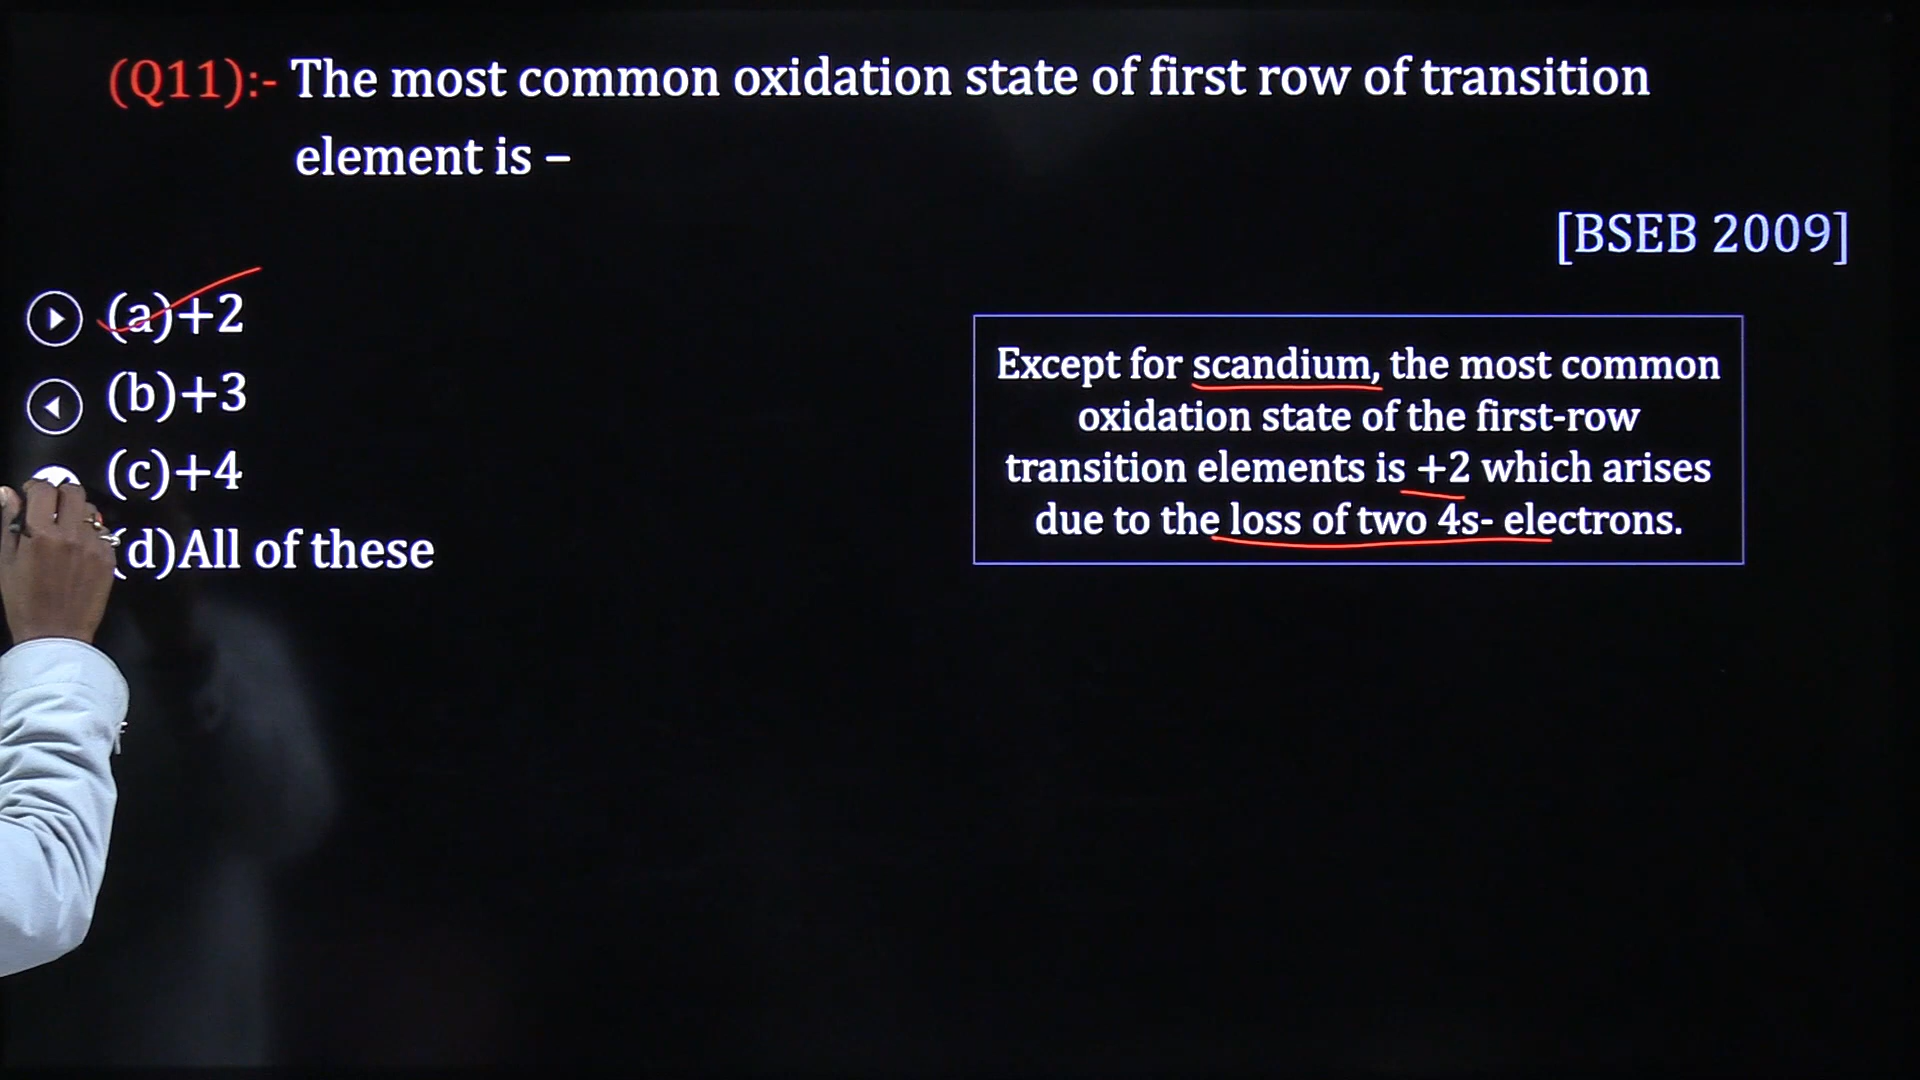 (Q11):- The most common oxidation state of first row of transition
element is –
[BSEB 2009]
(a)+2
(b)+3
(c)+4
(d)All of these
Except for scandium, the most common
oxidation state of the first-row
transition elements is +2 which arises
due to the loss of two 4s- electrons.